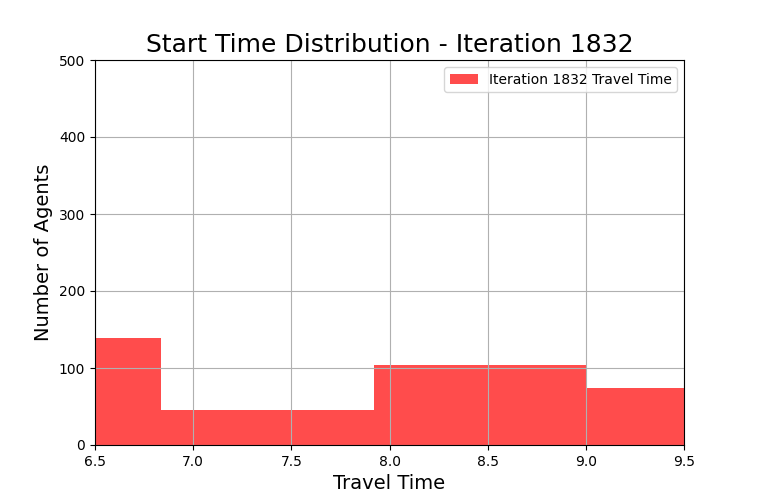 Start Time Distribution - Iteration 1832
Iteration 1832 Travel Time
Number of Agents
500
400
300
200
100
0
6.5 7.0 7.5 8.0 8.5 9.0 9.5
Travel Time